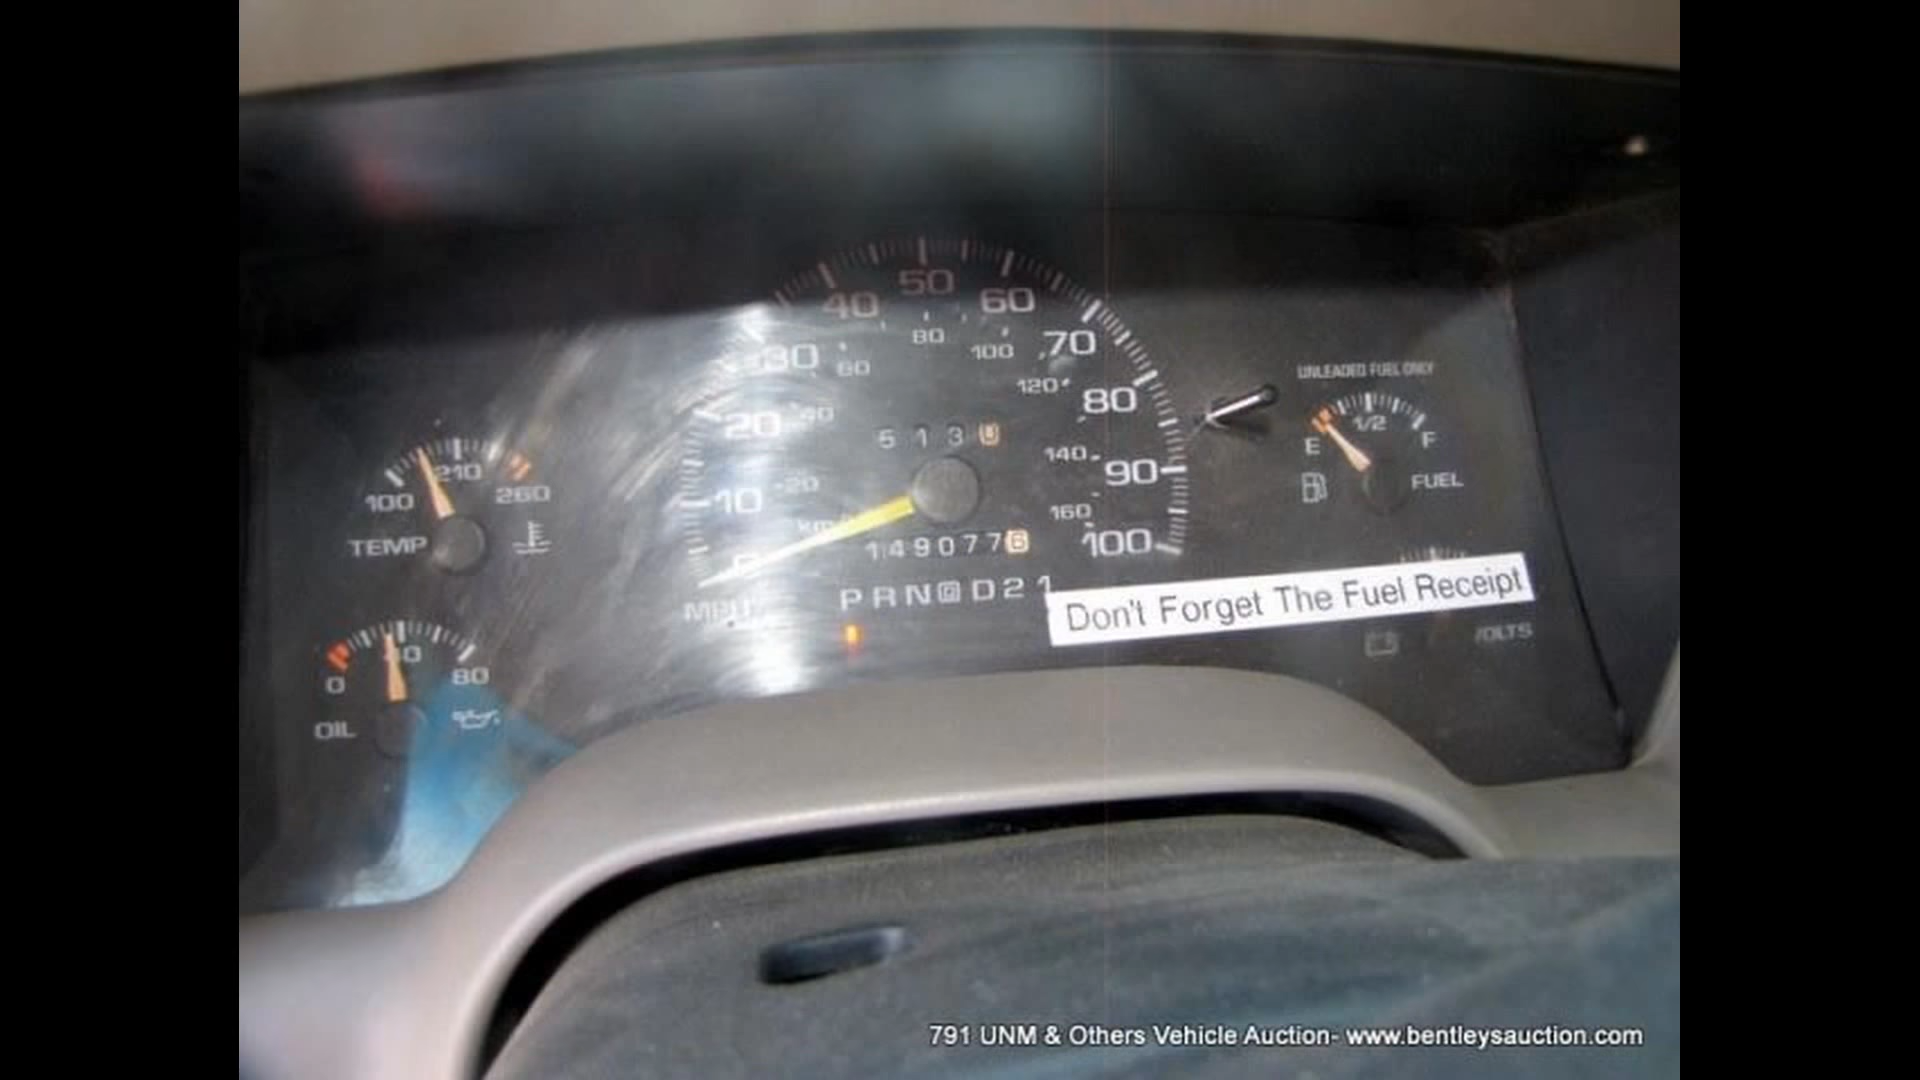 50
40 60
80
30 60 100 70
120
UNLEADED FUEL ONLY
20 40 80
1/2
5 1 3 8
E F
210
140 90
100 260
10 20
FUEL
km/h
160
TEMP
1 4 9 0 7 7 6
100
0
P R N D D 2 1
MPH
Don't Forget The Fuel Receipt
40
0 80
VOLTS
OIL
791 UNM & Others Vehicle Auction- www.bentleysauction.com